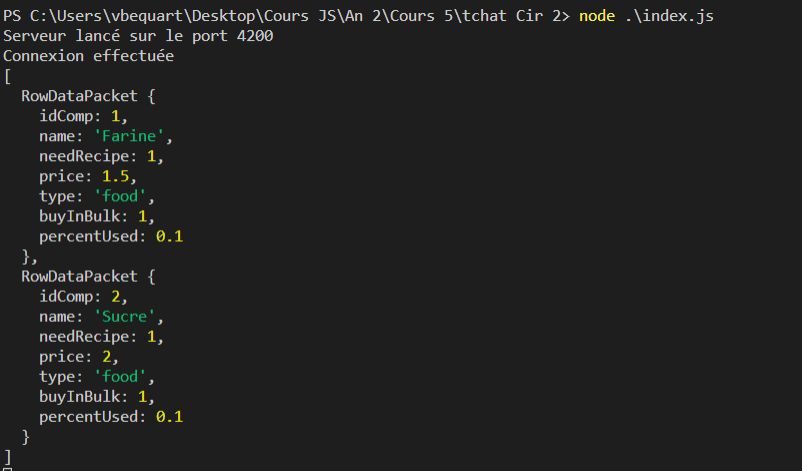 PS C:\Users\vbequart\Desktop\Cours JS\An 2\Cours 5\tchat Cir 2> node .\index.js
Serveur lancé sur le port 4200
Connexion effectuée
[
  RowDataPacket {
    idComp: 1,
    name: 'Farine',
    needRecipe: 1,
    price: 1.5,
    type: 'food',
    buyInBulk: 1,
    percentUsed: 0.1
  },
  RowDataPacket {
    idComp: 2,
    name: 'Sucre',
    needRecipe: 1,
    price: 2,
    type: 'food',
    buyInBulk: 1,
    percentUsed: 0.1
  }
]